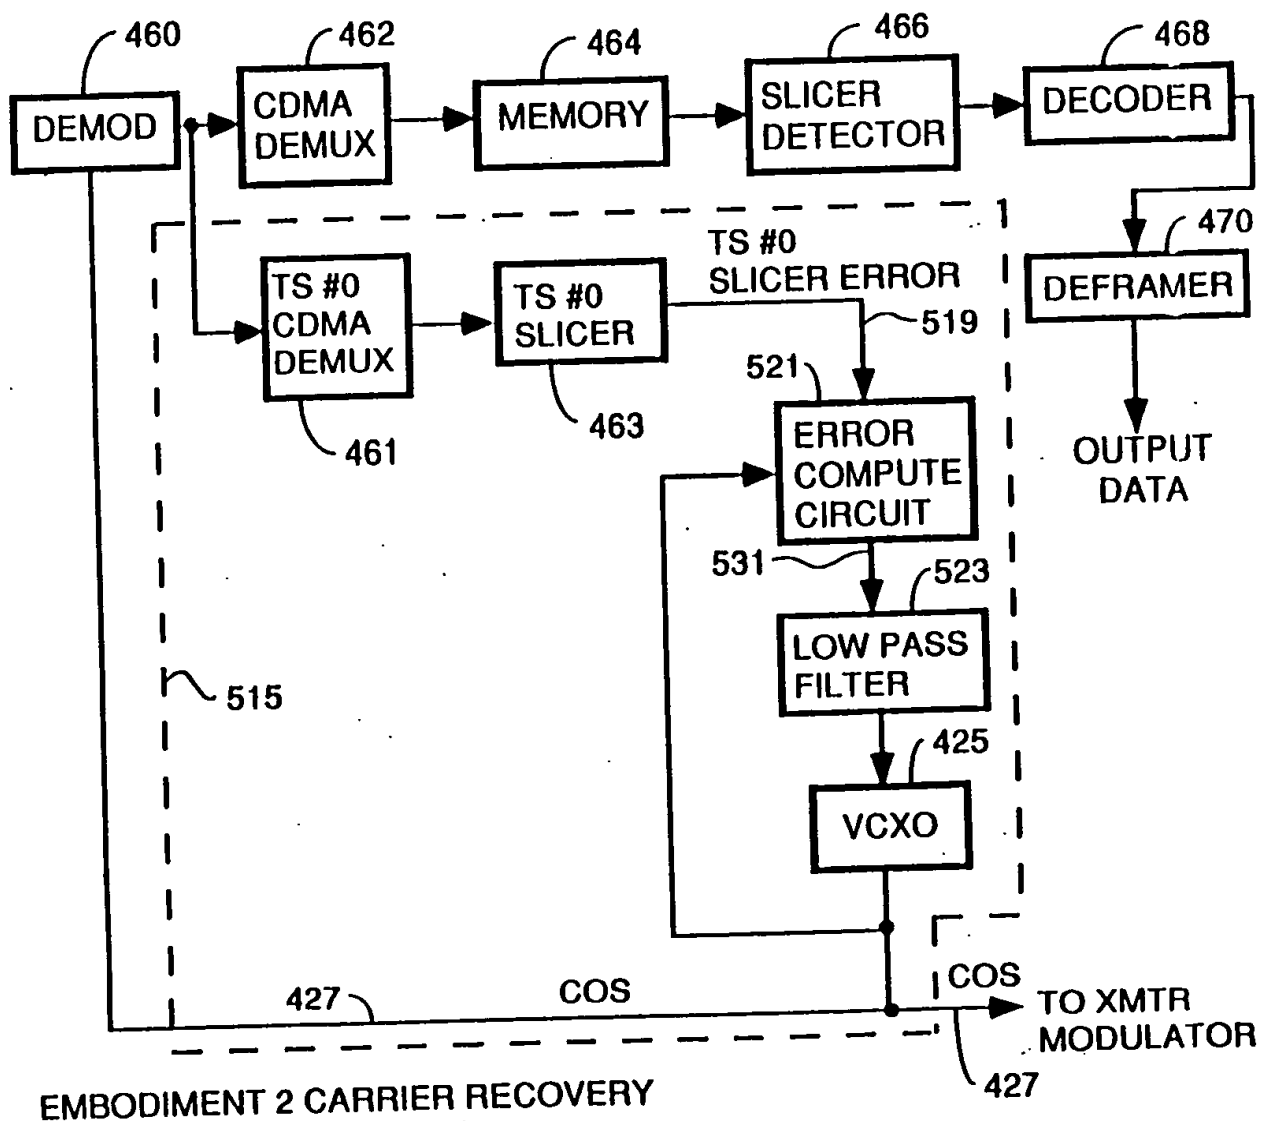 460
462
464
466
468
DEMOD
CDMA
DEMUX
MEMORY
SLICER
DETECTOR
DECODER
470
DEFRAMER
OUTPUT
DATA
TS #0
CDMA
DEMUX
461
TS #0
SLICER
463
TS #0
SLICER ERROR
519
521
ERROR
COMPUTE
CIRCUIT
531
523
LOW PASS
FILTER
515
425
VCXO
427
COS
COS
TO XMTR
MODULATOR
427
EMBODIMENT 2 CARRIER RECOVERY